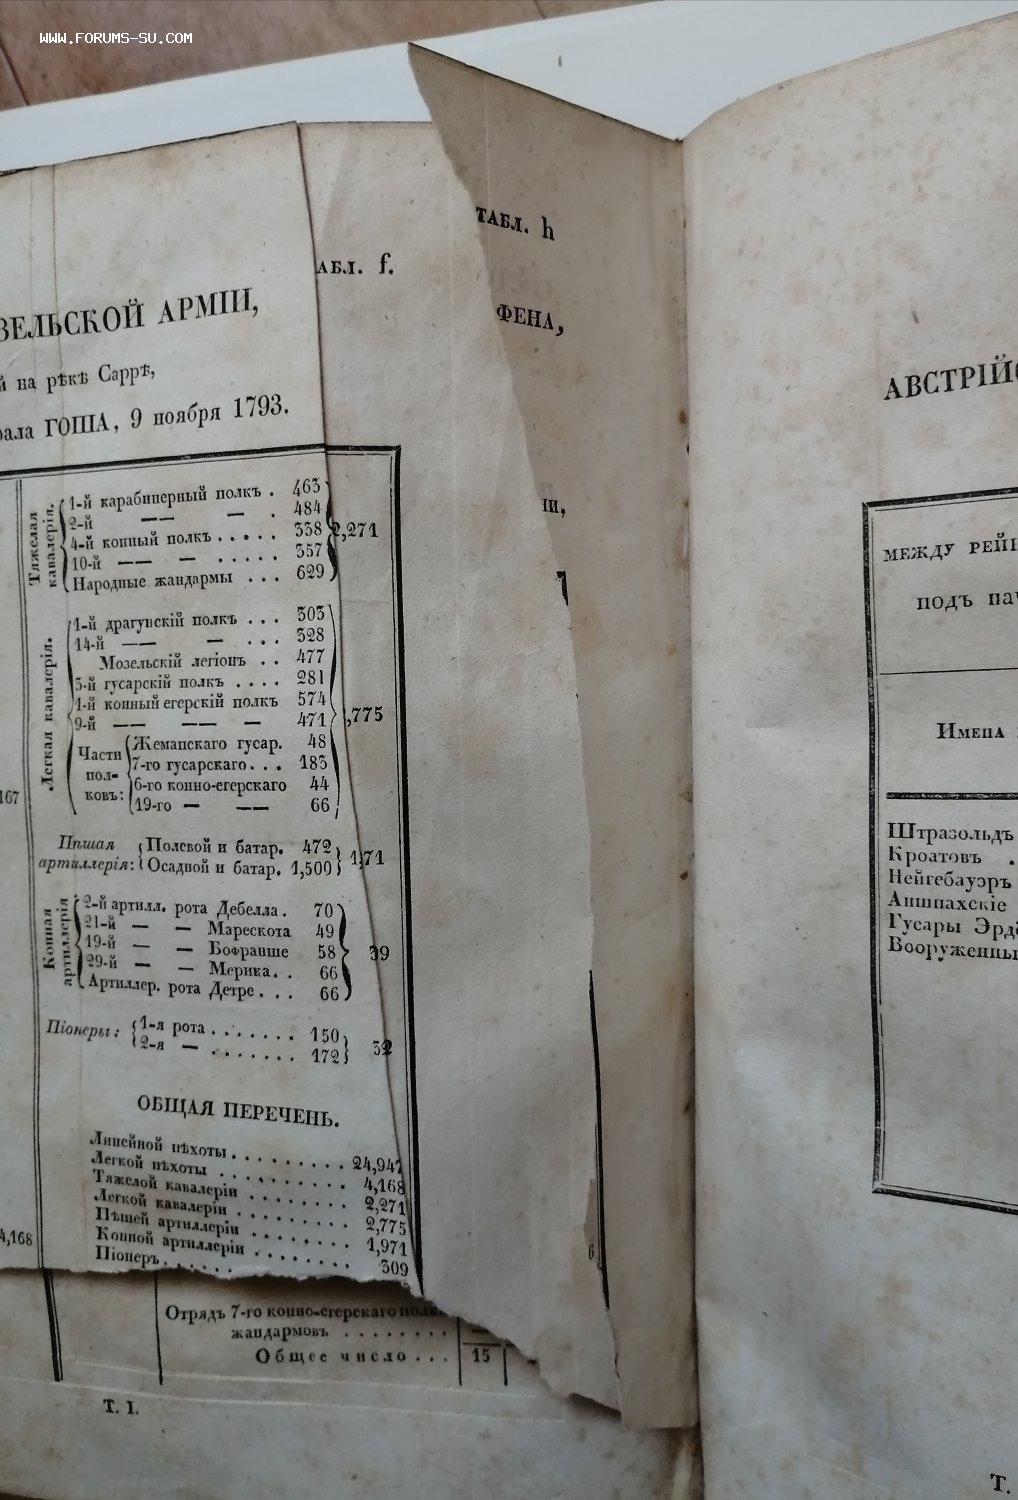 WWW.FORUMS-SU.COM
ТАБЛ. h
АБЛ. f.
ФЕНА,
ЗЕЛЬСКОЙ АРМІИ,
й на рѣкѣ Саррѣ,
рала ГОША, 9 ноября 1793.
Тяжелая кавалерія.
1-й карабинерный полкъ . 463
2-й —— — . 484
4-й конный полкъ . . . . . 338
10-й —— — . . . . . 357
Народные жандармы . . . 629
2,271
Легкая кавалерія.
1-й драгунскій полкъ . . . 303
14-й —— — . . . 328
Мозельскій легіонъ . . 477
3-й гусарскій полкъ . . . . 281
1-й конный егерскій полкъ 574
9-й —— —— — 471
,775
Части пол-ковъ:
Жемапскаго гусар. 48
7-го гусарскаго. . . 183
6-го конно-егерскаго 44
19-го — —— 66
167
Пѣшая артиллерія:
Полевой и батар. 472
Осадной и батар. 1,500
1,71
Конная артиллерія
2-й артилл. рота Дебелла . 70
21-й — — Марескота 49
19-й — — Бофранше 58
29-й — — Мерика. . 66
Артиллер. рота Детре . . . 66
39
Піонеры:
1-я рота . . . . . . . 150
2-я — . . . . . . . 172
32
ОБЩАЯ ПЕРЕЧЕНЬ.
Линейной пѣхоты . . . . . . . . . 24,947
Легкой пѣхоты . . . . . . . . . 4,168
Тяжелой кавалеріи . . . . . . . . 2,271
Легкой кавалеріи . . . . . . . . 2,775
Пѣшей артиллеріи . . . . . . . . 1,971
Конной артиллеріи . . . . . . . . 309
Піонеръ. . . . . .
4,168
Отрядъ 7-го конно-егерскаго
жандармовъ . . . . . . . .
Общее число . . . 15
Т. I.
ІИ,
6
АВСТРІЙС
МЕЖДУ РЕЙН
ПОДЪ НАЧ
Имена
Штразольдъ
Кроатовъ .
Нейгебауэръ
Аншпахскіе
Гусары Эрдё
Вооруженны
Т.